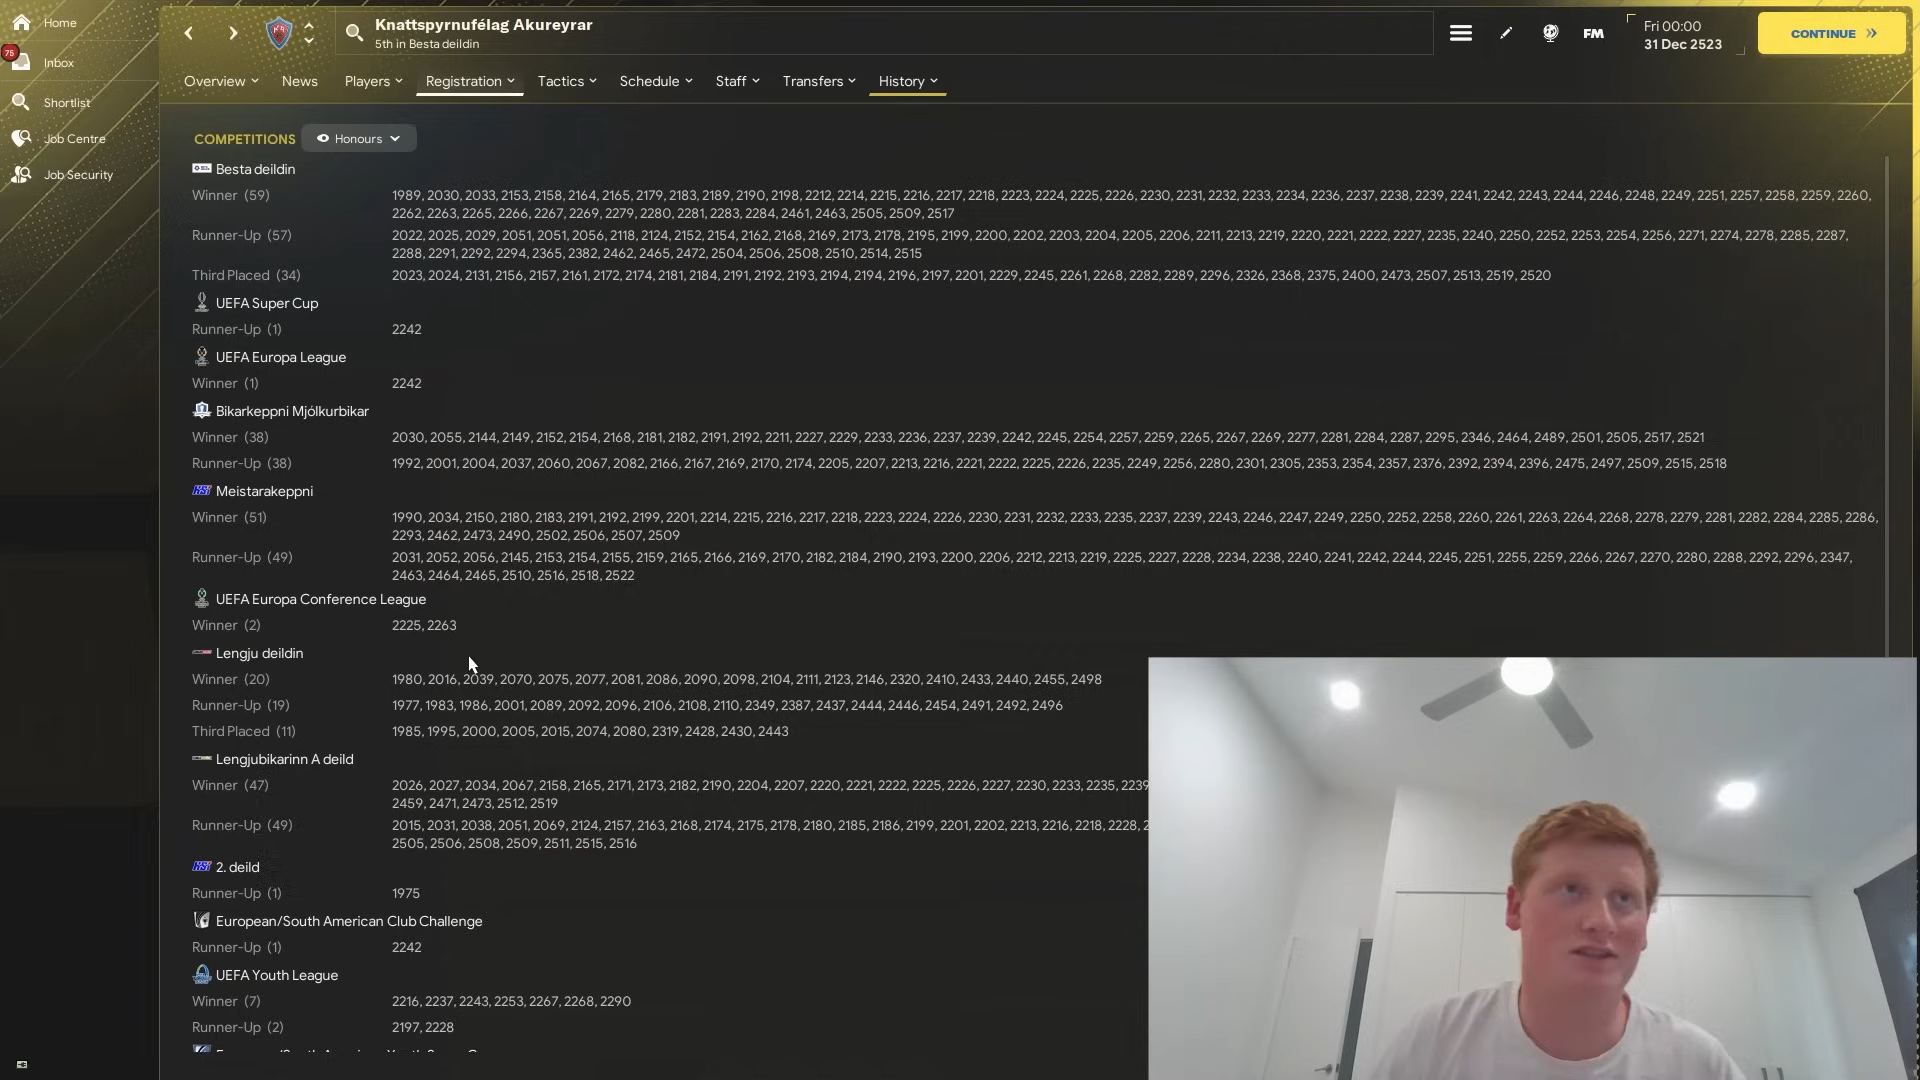 Home
75
Inbox
Shortlist
Job Centre
Job Security
Knattspyrnufélag Akureyrar
5th in Besta deildin
FM
Fri 00:00
31 Dec 2523
CONTINUE
Overview
News
Players
Registration
Tactics
Schedule
Staff
Transfers
History
COMPETITIONS
Honours
Besta deildin
Winner (59) 1989, 2030, 2033, 2153, 2158, 2164, 2165, 2179, 2183, 2189, 2190, 2198, 2212, 2214, 2215, 2216, 2217, 2218, 2223, 2224, 2225, 2226, 2230, 2231, 2232, 2233, 2234, 2236, 2237, 2238, 2239, 2241, 2242, 2243, 2244, 2246, 2248, 2249, 2251, 2257, 2258, 2259, 2260,
2262, 2263, 2265, 2266, 2267, 2269, 2279, 2280, 2281, 2283, 2284, 2461, 2463, 2505, 2509, 2517
Runner-Up (57) 2022, 2025, 2029, 2051, 2051, 2056, 2118, 2124, 2152, 2154, 2162, 2168, 2169, 2173, 2178, 2195, 2199, 2200, 2202, 2203, 2204, 2205, 2206, 2211, 2213, 2219, 2220, 2221, 2222, 2227, 2235, 2240, 2250, 2252, 2253, 2254, 2256, 2271, 2274, 2278, 2285, 2287,
2288, 2291, 2292, 2294, 2365, 2382, 2462, 2465, 2472, 2504, 2506, 2508, 2510, 2514, 2515
Third Placed (34) 2023, 2024, 2131, 2156, 2157, 2161, 2172, 2174, 2181, 2184, 2191, 2192, 2193, 2194, 2194, 2196, 2197, 2201, 2229, 2245, 2261, 2268, 2282, 2289, 2296, 2326, 2368, 2375, 2400, 2473, 2507, 2513, 2519, 2520
UEFA Super Cup
Runner-Up (1) 2242
UEFA Europa League
Winner (1) 2242
Bikarkeppni Mjólkurbikar
Winner (38) 2030, 2055, 2144, 2149, 2152, 2154, 2168, 2181, 2182, 2191, 2192, 2211, 2227, 2229, 2233, 2236, 2237, 2239, 2242, 2245, 2254, 2257, 2259, 2265, 2267, 2269, 2277, 2281, 2284, 2287, 2295, 2346, 2464, 2489, 2501, 2505, 2517, 2521
Runner-Up (38) 1992, 2001, 2004, 2037, 2060, 2067, 2082, 2166, 2167, 2169, 2170, 2174, 2205, 2207, 2213, 2216, 2221, 2222, 2225, 2226, 2235, 2249, 2256, 2280, 2301, 2305, 2353, 2354, 2357, 2376, 2392, 2394, 2396, 2475, 2497, 2509, 2515, 2518
KSÍ Meistarakeppni
Winner (51) 1990, 2034, 2150, 2180, 2183, 2191, 2192, 2199, 2201, 2214, 2215, 2216, 2217, 2218, 2223, 2224, 2226, 2230, 2231, 2232, 2233, 2235, 2237, 2239, 2243, 2246, 2247, 2249, 2250, 2252, 2258, 2260, 2261, 2263, 2264, 2268, 2278, 2279, 2281, 2282, 2284, 2285, 2286,
2293, 2462, 2473, 2490, 2502, 2506, 2507, 2509
Runner-Up (49) 2031, 2052, 2056, 2145, 2153, 2154, 2155, 2159, 2165, 2166, 2169, 2170, 2182, 2184, 2190, 2193, 2200, 2206, 2212, 2213, 2219, 2225, 2227, 2228, 2234, 2238, 2240, 2241, 2242, 2244, 2245, 2251, 2255, 2259, 2266, 2267, 2270, 2280, 2288, 2292, 2296, 2347,
2463, 2464, 2465, 2510, 2516, 2518, 2522
UEFA Europa Conference League
Winner (2) 2225, 2263
Lengju deildin
Winner (20) 1980, 2016, 2039, 2070, 2075, 2077, 2081, 2086, 2090, 2098, 2104, 2111, 2123, 2146, 2320, 2410, 2433, 2440, 2455, 2498
Runner-Up (19) 1977, 1983, 1986, 2001, 2089, 2092, 2096, 2106, 2108, 2110, 2349, 2387, 2437, 2444, 2446, 2454, 2491, 2492, 2496
Third Placed (11) 1985, 1995, 2000, 2005, 2015, 2074, 2080, 2319, 2428, 2430, 2443
Lengjubikarinn A deild
Winner (47) 2026, 2027, 2034, 2067, 2158, 2165, 2171, 2173, 2182, 2190, 2204, 2207, 2220, 2221, 2222, 2225, 2226, 2227, 2230, 2233, 2235, 2239
2459, 2471, 2473, 2512, 2519
Runner-Up (49) 2015, 2031, 2038, 2051, 2069, 2124, 2157, 2163, 2168, 2174, 2175, 2178, 2180, 2185, 2186, 2199, 2201, 2202, 2213, 2216, 2218, 2228, 2
2505, 2506, 2508, 2509, 2511, 2515, 2516
KSÍ 2. deild
Runner-Up (1) 1975
European/South American Club Challenge
Runner-Up (1) 2242
UEFA Youth League
Winner (7) 2216, 2237, 2243, 2253, 2267, 2268, 2290
Runner-Up (2) 2197, 2228